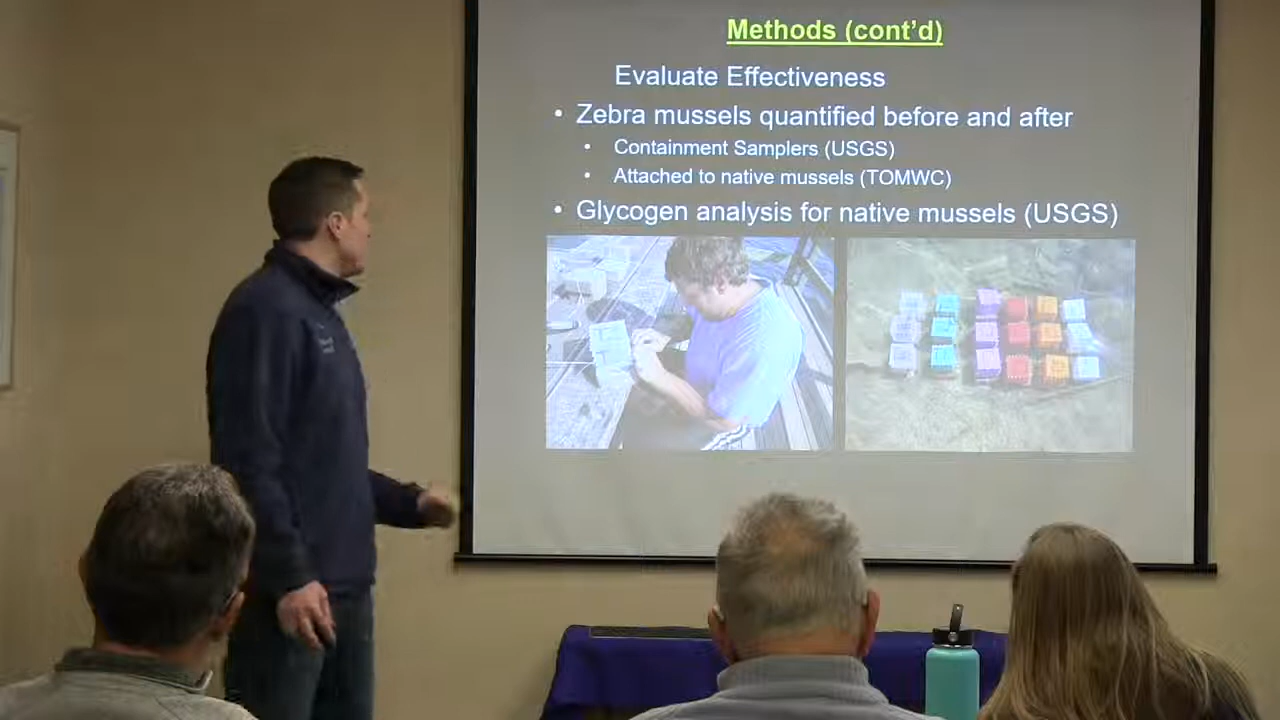 Methods (cont'd)
Evaluate Effectiveness
• Zebra mussels quantified before and after
• Containment Samplers (USGS)
• Attached to native mussels (TOMWC)
• Glycogen analysis for native mussels (USGS)